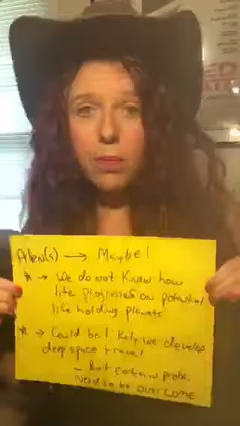 Alien(s) → Maybe!
* → We do not know how
life progresses on potential
life holding planets
* → Could be! help we develop
deep space travel
- But certain probs.
need to be OVERCOME